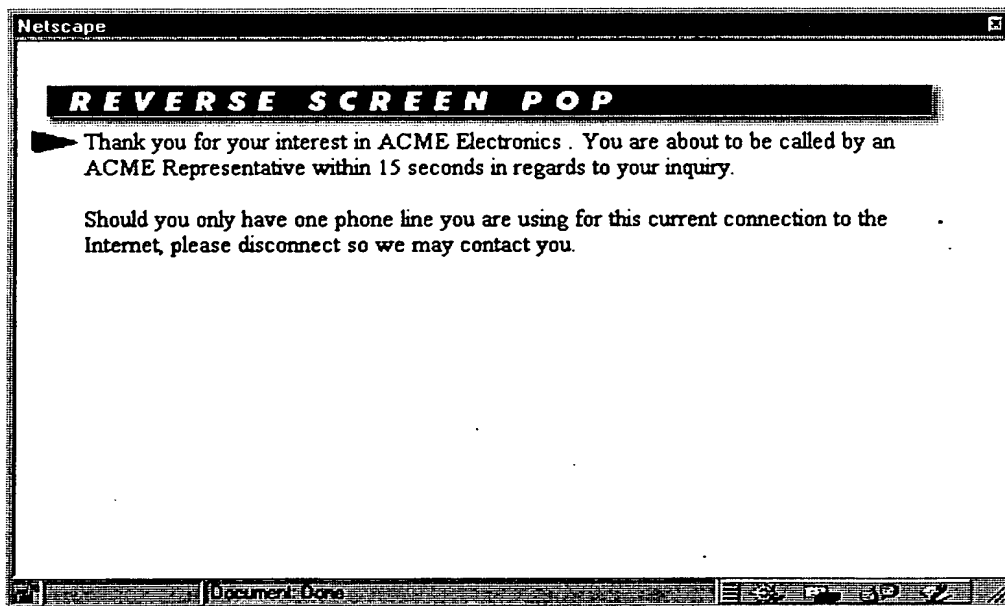 Netscape
REVERSE SCREEN POP
Thank you for your interest in ACME Electronics . You are about to be called by an
ACME Representative within 15 seconds in regards to your inquiry.
Should you only have one phone line you are using for this current connection to the
Internet, please disconnect so we may contact you.
Document: Done